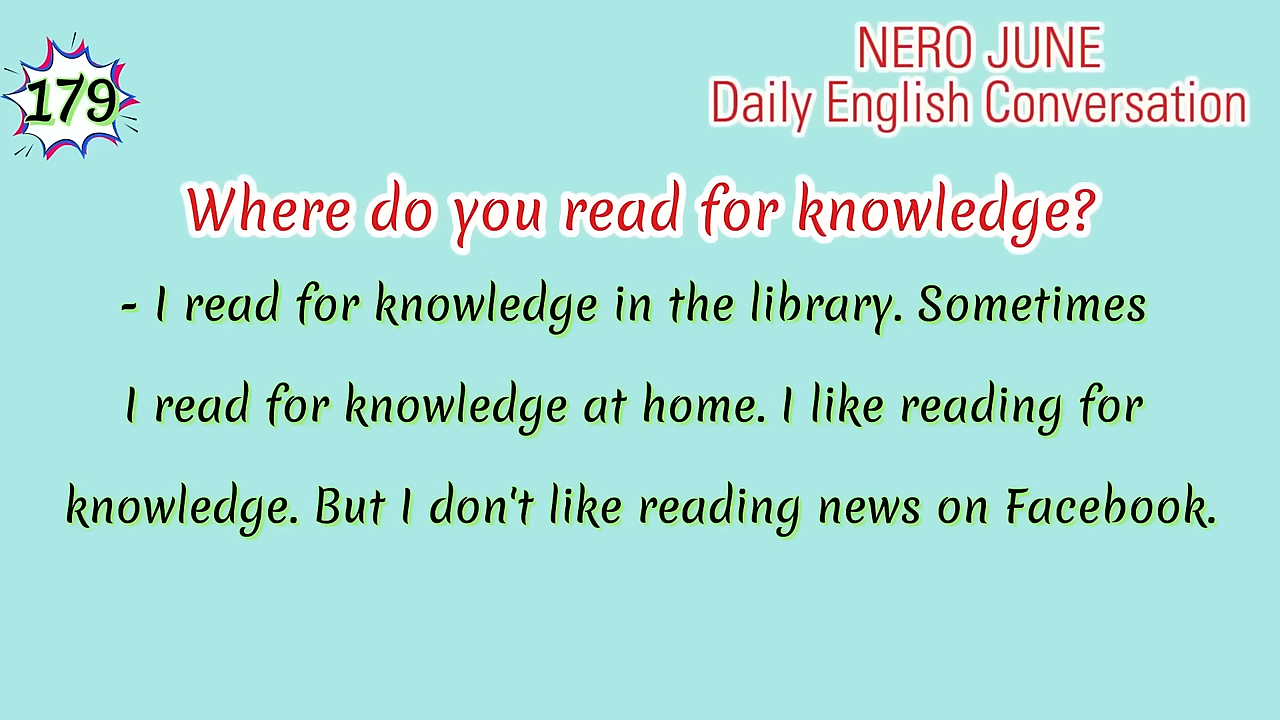 179
NERO JUNE
Daily English Conversation
Where do you read for knowledge?
- I read for knowledge in the library. Sometimes
I read for knowledge at home. I like reading for
knowledge. But I don't like reading news on Facebook.